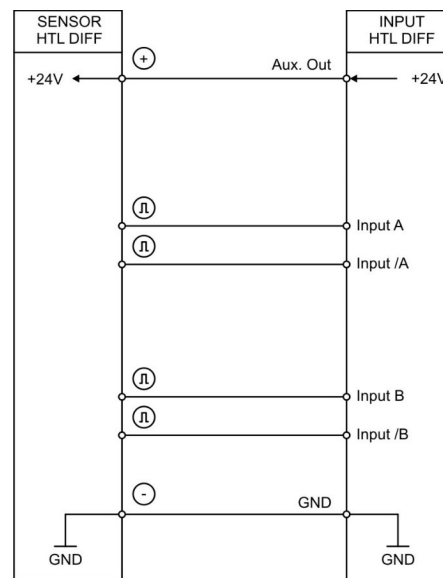 SENSOR
HTL DIFF
INPUT
HTL DIFF
+
Aux. Out
+24V
+24V
Input A
Input /A
Input B
Input /B
-
GND
GND
GND